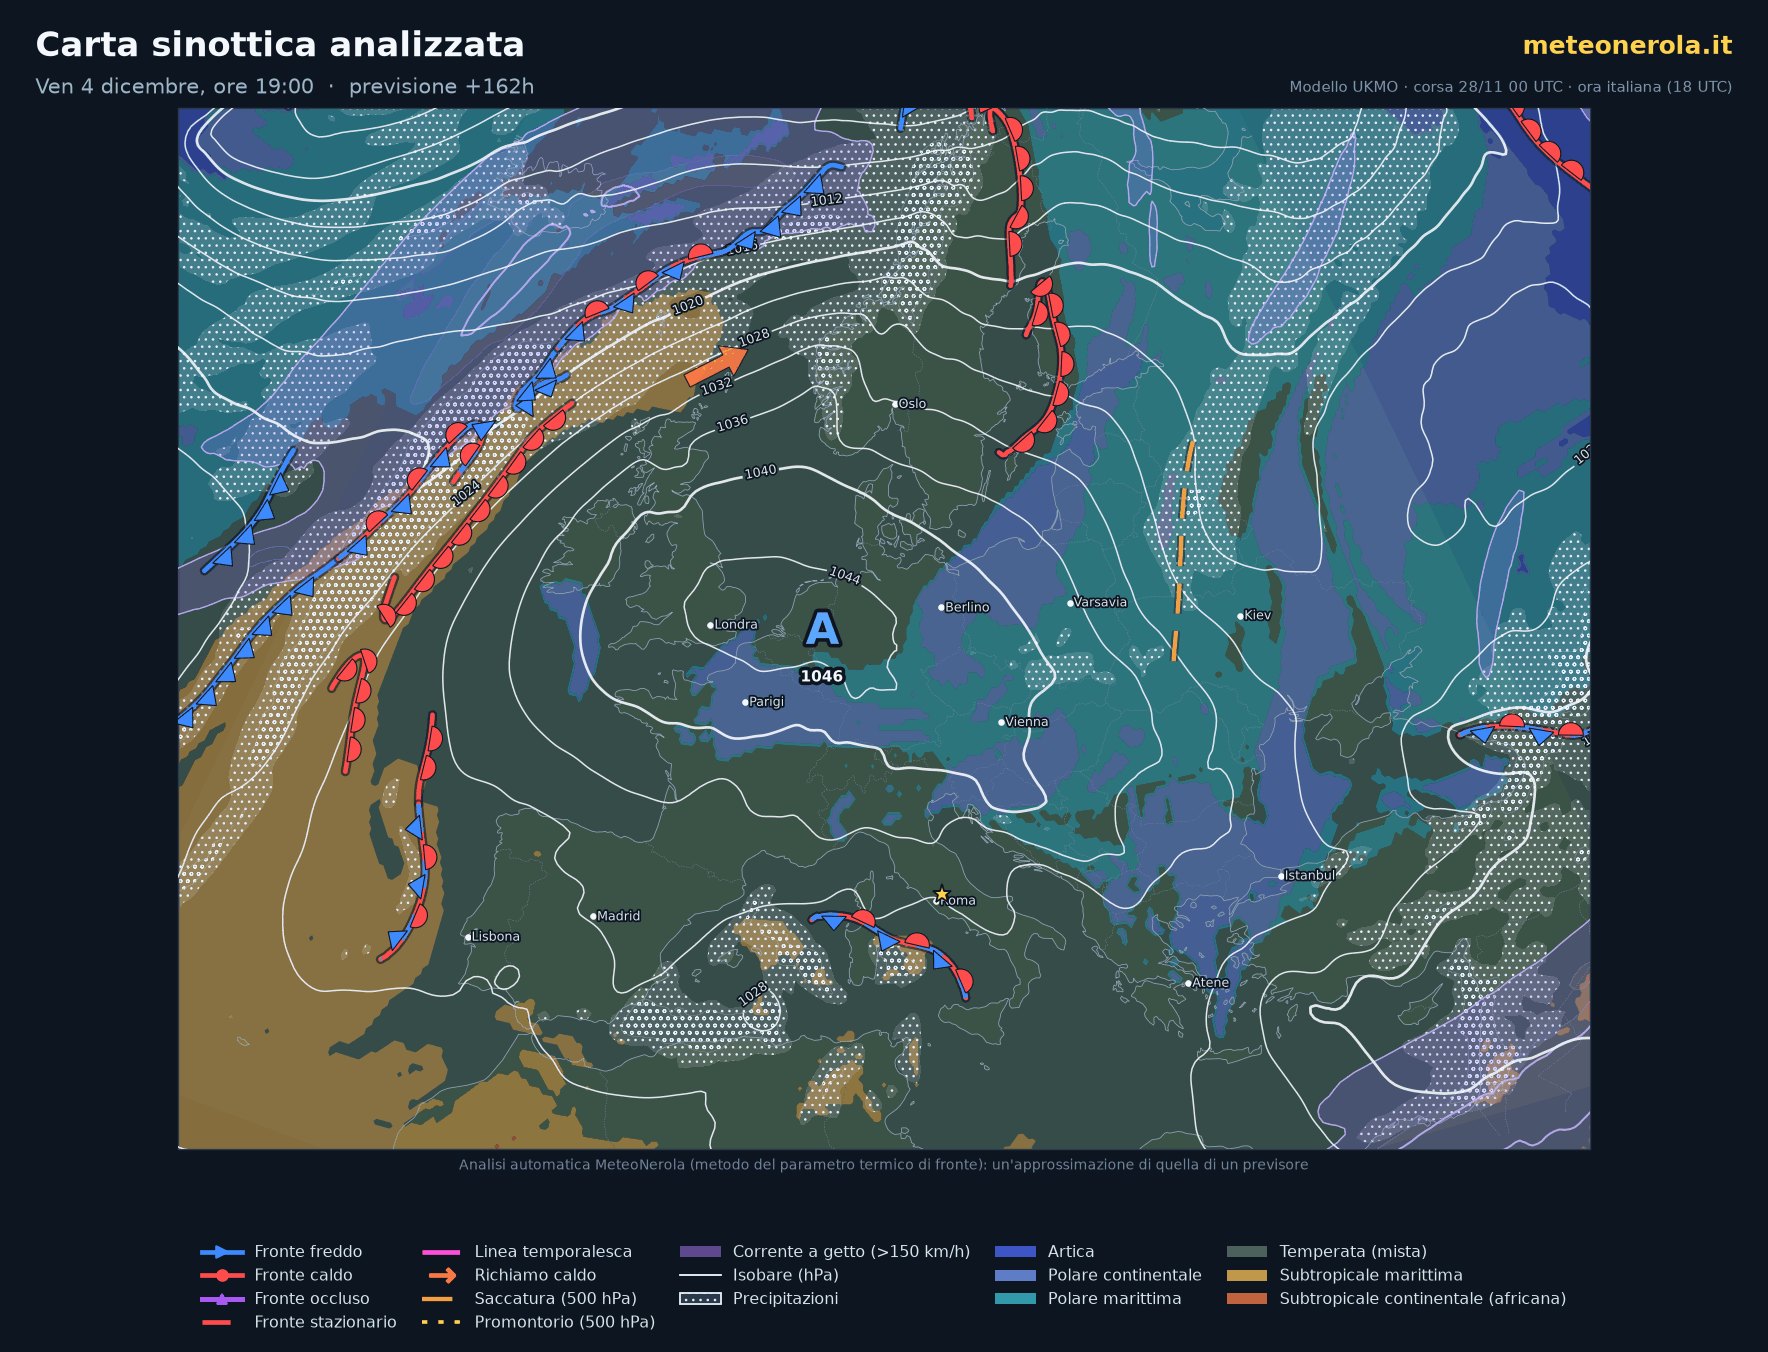 Carta sinottica analizzata
meteonerola.it
Ven 4 dicembre, ore 19:00 · previsione +162h
Modello UKMO · corsa 28/11 00 UTC · ora italiana (18 UTC)
1012
1020
1028
1032
1036
Oslo
1040
1024
1044
Berlino
Varsavia
Kiev
Londra
A
1046
Parigi
Vienna
Istanbul
Roma
Madrid
Lisbona
Atene
1028
Analisi automatica MeteoNerola (metodo del parametro termico di fronte): un'approssimazione di quella di un previsore
Fronte freddo
Linea temporalesca
Corrente a getto (>150 km/h)
Artica
Temperata (mista)
Fronte caldo
Richiamo caldo
Isobare (hPa)
Polare continentale
Subtropicale marittima
Fronte occluso
Saccatura (500 hPa)
Precipitazioni
Polare marittima
Subtropicale continentale (africana)
Fronte stazionario
Promontorio (500 hPa)